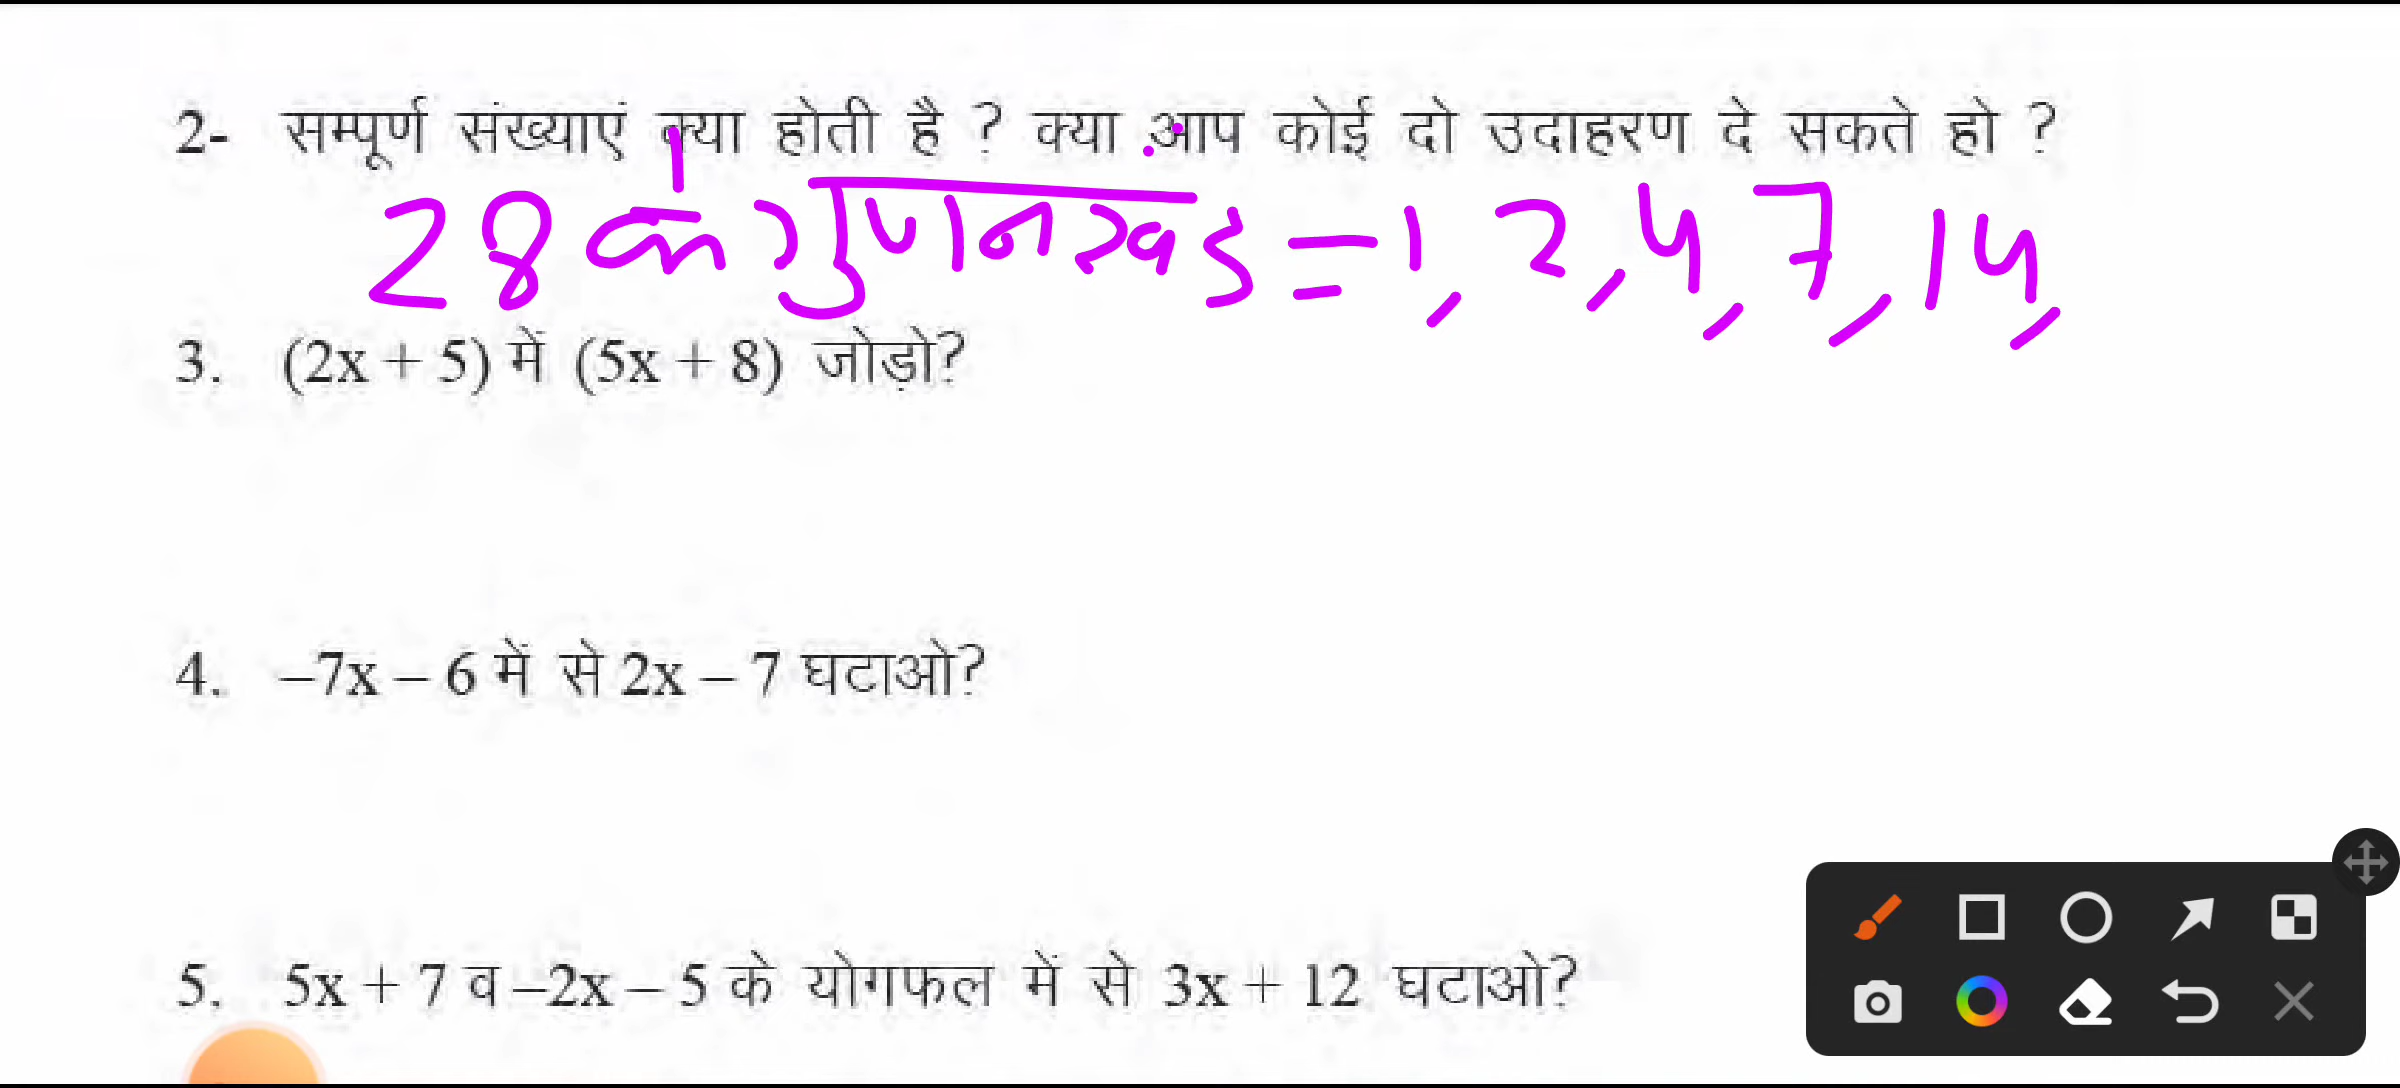 2- सम्पूर्ण संख्याएं क्या होती है ? क्या आप कोई दो उदाहरण दे सकते हो ?
28 के गुणनखड = 1, 2, 4, 7, 14,
3. (2x + 5) में (5x + 8) जोड़ो?
4. –7x – 6 में से 2x – 7 घटाओ?
5. 5x + 7 व –2x – 5 के योगफल में से 3x + 12 घटाओ?